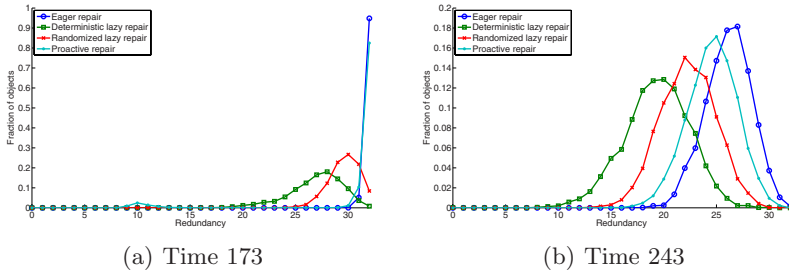 1
0.9
0.8
0.7
0.6
0.5
0.4
0.3
0.2
0.1
0
Fraction of objects
Eager repair
Deterministic lazy repair
Randomized lazy repair
Proactive repair
0 5 10 15 20 25 30
Redundancy
(a) Time 173
0.2
0.18
0.16
0.14
0.12
0.1
0.08
0.06
0.04
0.02
0
Fraction of objects
Eager repair
Deterministic lazy repair
Randomized lazy repair
Proactive repair
0 5 10 15 20 25 30
Redundancy
(b) Time 243